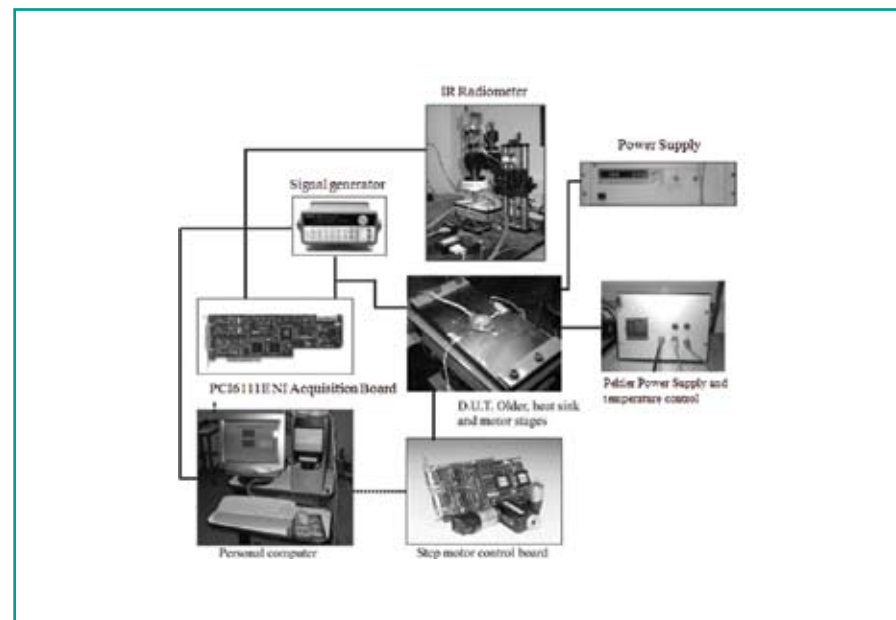 IR Radiometer
Power Supply
Signal generator
PCI6111E NI Acquisition Board
D.U.T. Older, heat sink
and motor stages
Peltier Power Supply and
temperature control
Personal computer
Step motor control board